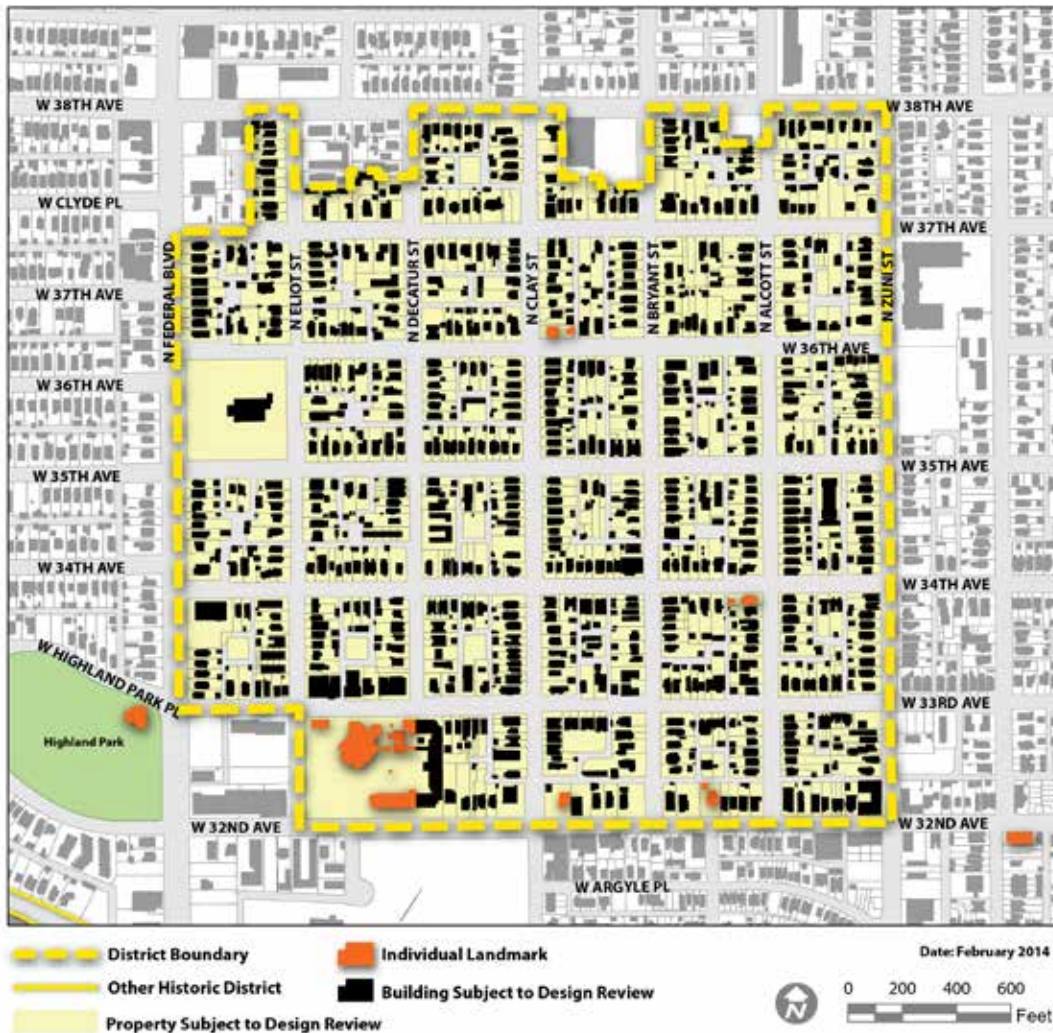 W 38TH AVE
W 38TH AVE
W CLYDE PL
W 37TH AVE
N FEDERAL BLVD
N ELIOT ST
N DECATUR ST
N CLAY ST
N BRYANT ST
N ALCOTT ST
N ZUNI ST
W 37TH AVE
W 36TH AVE
W 36TH AVE
W 35TH AVE
W 35TH AVE
W 34TH AVE
W 34TH AVE
W HIGHLAND PARK PL
W 33RD AVE
Highland Park
W 32ND AVE
W 32ND AVE
W ARGYLE PL
District Boundary
Individual Landmark
Date: February 2014
Other Historic District
Building Subject to Design Review
N
0 200 400 600
Feet
Property Subject to Design Review